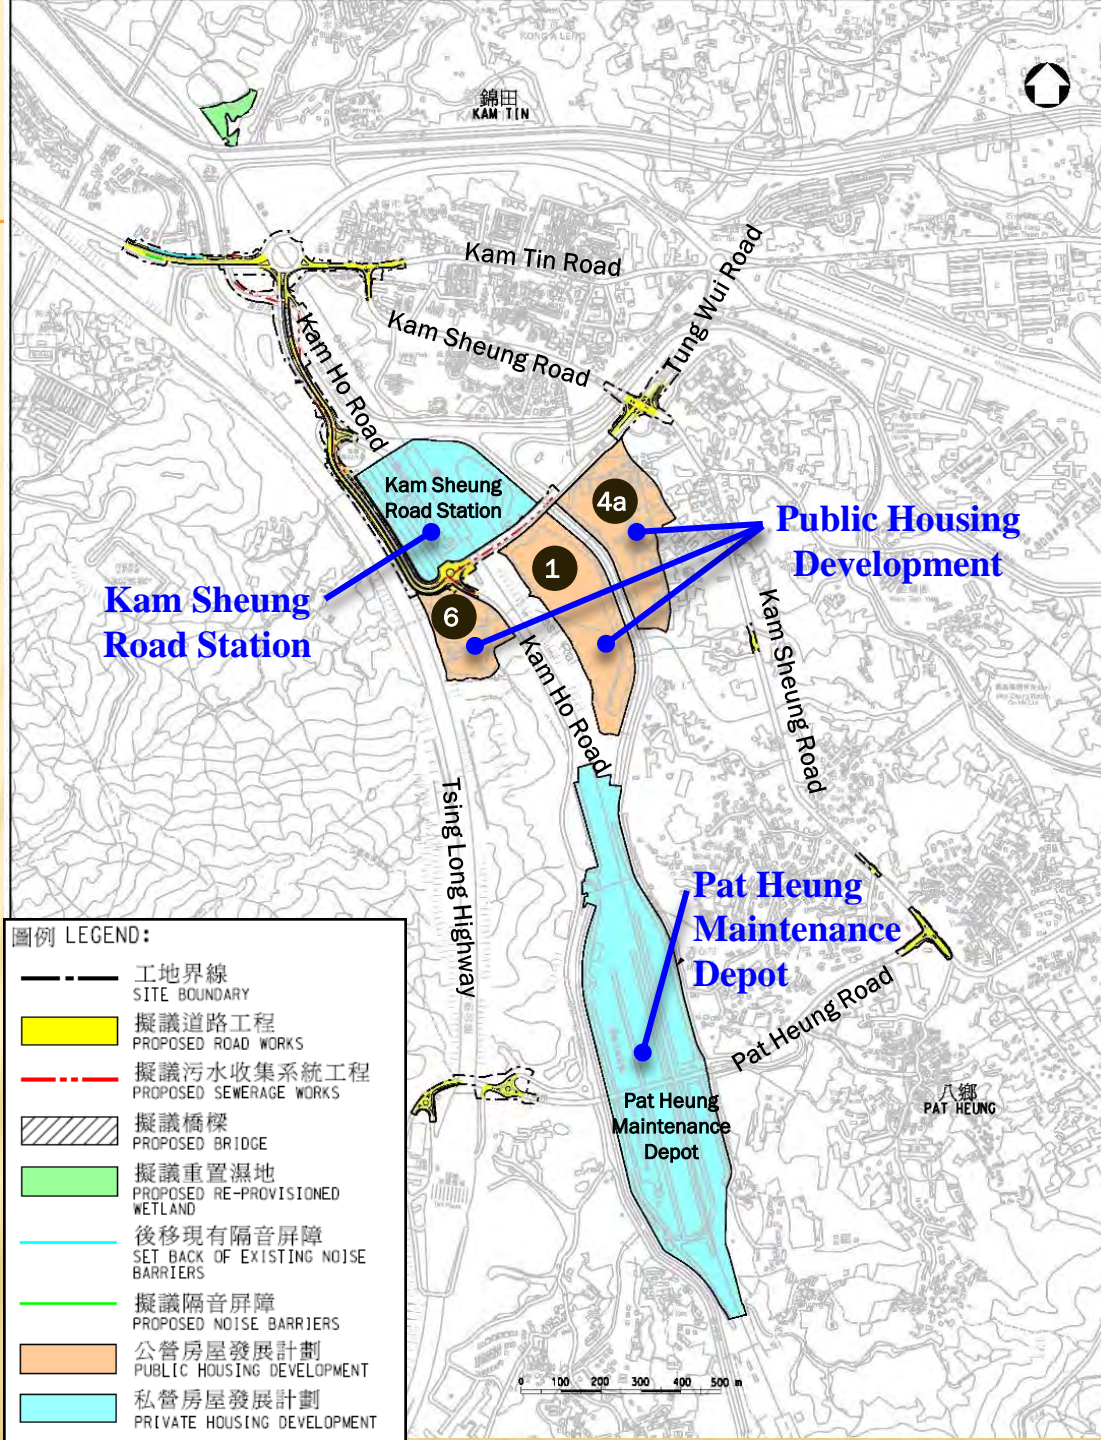 錦田
KAM TIN
Kam Tin Road
Tung Wui Road
Kam Sheung Road
Kam Ho Road
Kam Sheung
Road Station
4a
1
6
Public Housing
Development
Kam Sheung
Road Station
Kam Sheung Road
Kam Ho Road
Tsing Long Highway
Pat Heung
Maintenance
Depot
Pat Heung Road
Pat Heung
Maintenance
Depot
八鄉
PAT HEUNG
圖例 LEGEND:
工地界線
SITE BOUNDARY
擬議道路工程
PROPOSED ROAD WORKS
擬議污水收集系統工程
PROPOSED SEWERAGE WORKS
擬議橋樑
PROPOSED BRIDGE
擬議重置濕地
PROPOSED RE-PROVISIONED
WETLAND
後移現有隔音屏障
SET BACK OF EXISTING NOISE
BARRIERS
擬議隔音屏障
PROPOSED NOISE BARRIERS
公營房屋發展計劃
PUBLIC HOUSING DEVELOPMENT
私營房屋發展計劃
PRIVATE HOUSING DEVELOPMENT
0 100 200 300 400 500 m